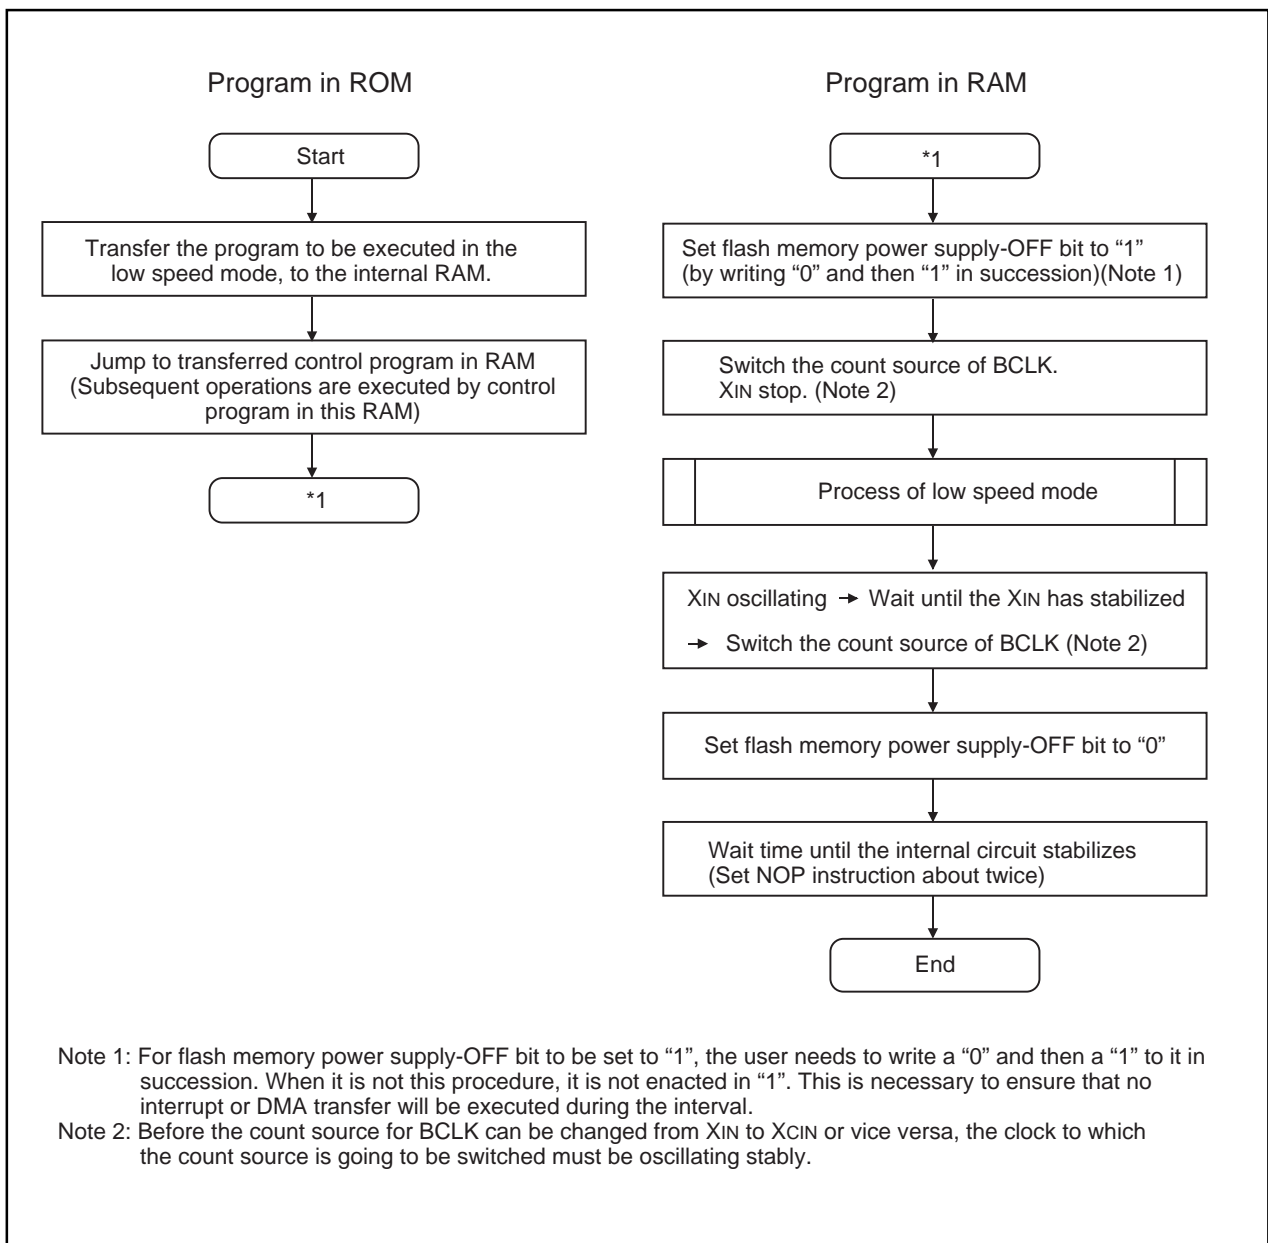 Program in ROM
Start
Transfer the program to be executed in the
low speed mode, to the internal RAM.
Jump to transferred control program in RAM
(Subsequent operations are executed by control
program in this RAM)
*1
Program in RAM
*1
Set flash memory power supply-OFF bit to “1”
(by writing “0” and then “1” in succession)(Note 1)
Switch the count source of BCLK.
XIN stop. (Note 2)
Process of low speed mode
XIN oscillating → Wait until the XIN has stabilized
→ Switch the count source of BCLK (Note 2)
Set flash memory power supply-OFF bit to “0”
Wait time until the internal circuit stabilizes
(Set NOP instruction about twice)
End
Note 1: For flash memory power supply-OFF bit to be set to “1”, the user needs to write a “0” and then a “1” to it in
succession. When it is not this procedure, it is not enacted in “1”. This is necessary to ensure that no
interrupt or DMA transfer will be executed during the interval.
Note 2: Before the count source for BCLK can be changed from XIN to XCIN or vice versa, the clock to which
the count source is going to be switched must be oscillating stably.